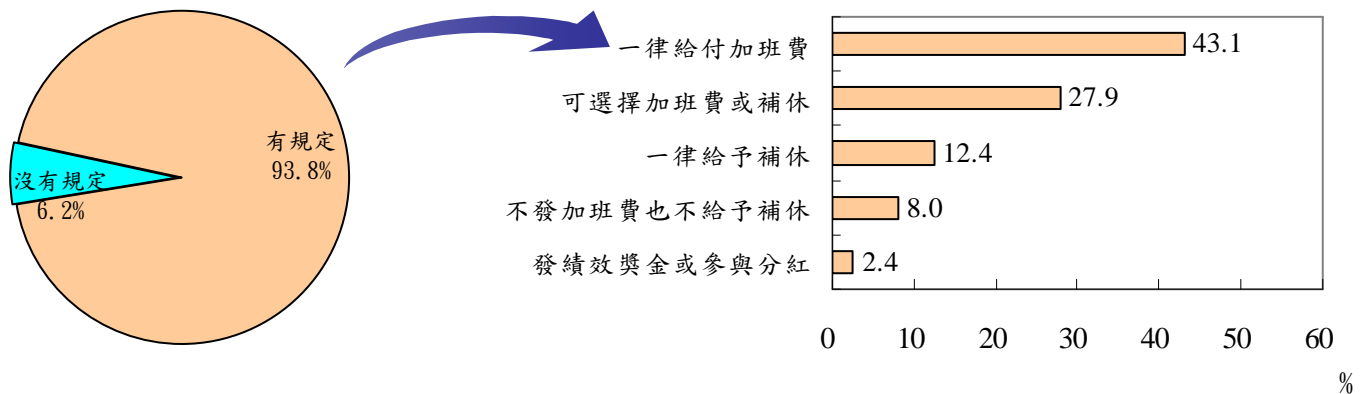 有規定
93.8%
沒有規定
6.2%
一律給付加班費
43.1
可選擇加班費或補休
27.9
一律給予補休
12.4
不發加班費也不給予補休
8.0
發績效獎金或參與分紅
2.4
0 10 20 30 40 50 60
%